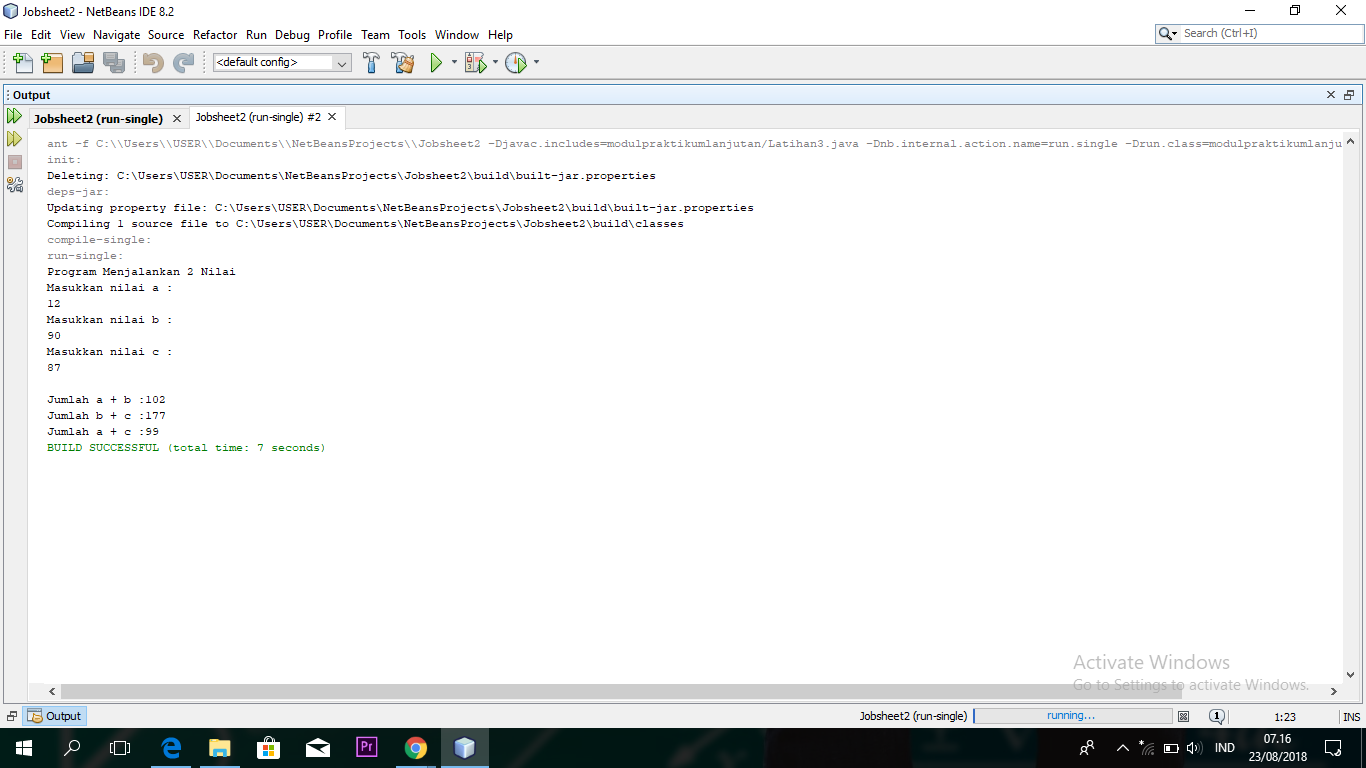 Jobsheet2 - NetBeans IDE 8.2
File Edit View Navigate Source Refactor Run Debug Profile Team Tools Window Help
Search (Ctrl+I)
<default config>
Output
Jobsheet2 (run-single) Jobsheet2 (run-single) #2
ant -f C:\\Users\\USER\\Documents\\NetBeansProjects\\Jobsheet2 -Djavac.includes=modulpraktikumlanjutan/Latihan3.java -Dnb.internal.action.name=run.single -Drun.class=modulpraktikumlanju
init:
Deleting: C:\Users\USER\Documents\NetBeansProjects\Jobsheet2\build\built-jar.properties
deps-jar:
Updating property file: C:\Users\USER\Documents\NetBeansProjects\Jobsheet2\build\built-jar.properties
Compiling 1 source file to C:\Users\USER\Documents\NetBeansProjects\Jobsheet2\build\classes
compile-single:
run-single:
Program Menjalankan 2 Nilai
Masukkan nilai a :
12
Masukkan nilai b :
90
Masukkan nilai c :
87
Jumlah a + b :102
Jumlah b + c :177
Jumlah a + c :99
BUILD SUCCESSFUL (total time: 7 seconds)
Activate Windows
Go to Settings to activate Windows.
Output
Jobsheet2 (run-single) running... 1 1:23 INS
Pr
IND
07.16
23/08/2018